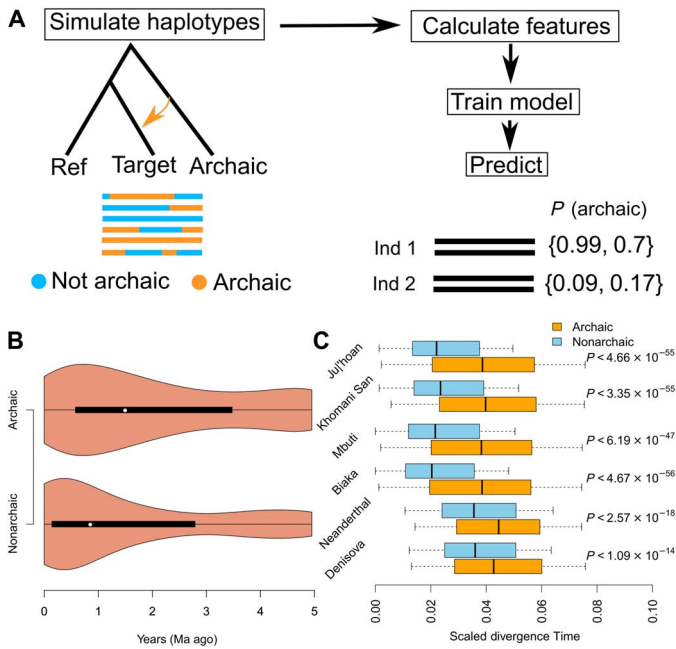 A
Simulate haplotypes
Calculate features
Train model
Predict
Ref Target Archaic
Not archaic Archaic
P (archaic)
Ind 1 {0.99, 0.7}
Ind 2 {0.09, 0.17}
B
Archaic
Nonarchaic
0 1 2 3 4 5
Years (Ma ago)
C
Archaic
Nonarchaic
Ju|'hoan P < 4.66 × 10⁻⁵⁵
Khomani San P < 3.35 × 10⁻⁵⁵
Mbuti P < 6.19 × 10⁻⁴⁷
Biaka P < 4.67 × 10⁻⁵⁶
Neanderthal P < 2.57 × 10⁻¹⁸
Denisova P < 1.09 × 10⁻¹⁴
0.00 0.02 0.04 0.06 0.08 0.10
Scaled divergence Time